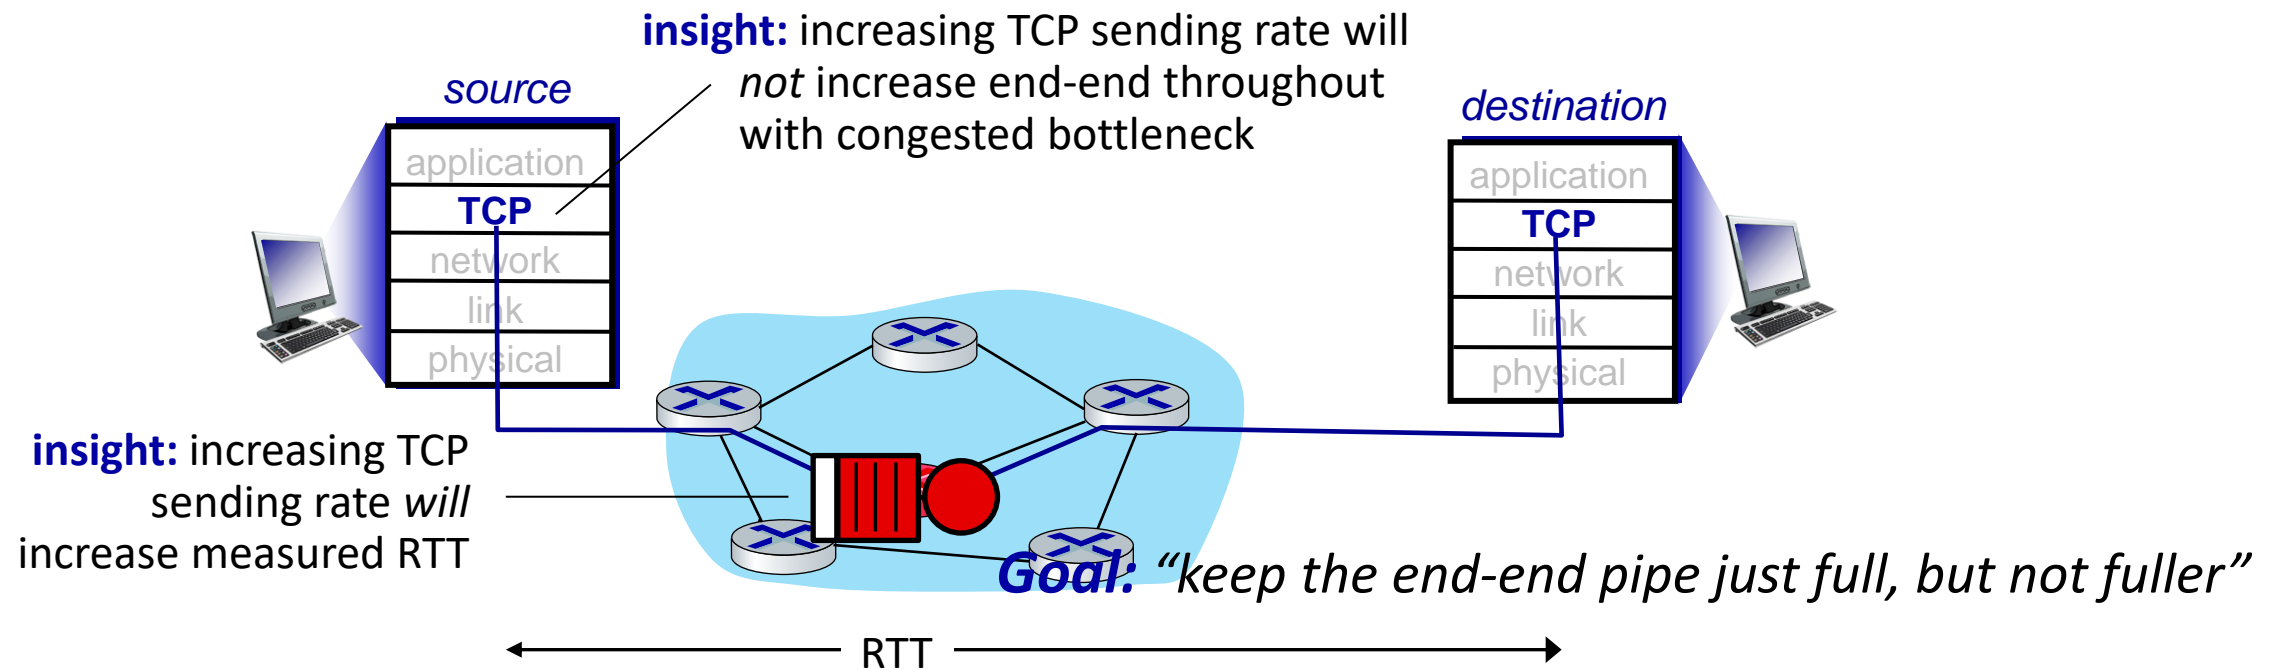 insight: increasing TCP sending rate will
not increase end-end throughout
with congested bottleneck
source
application
TCP
network
link
physical
destination
application
TCP
network
link
physical
insight: increasing TCP
sending rate will
increase measured RTT
Goal: “keep the end-end pipe just full, but not fuller”
RTT